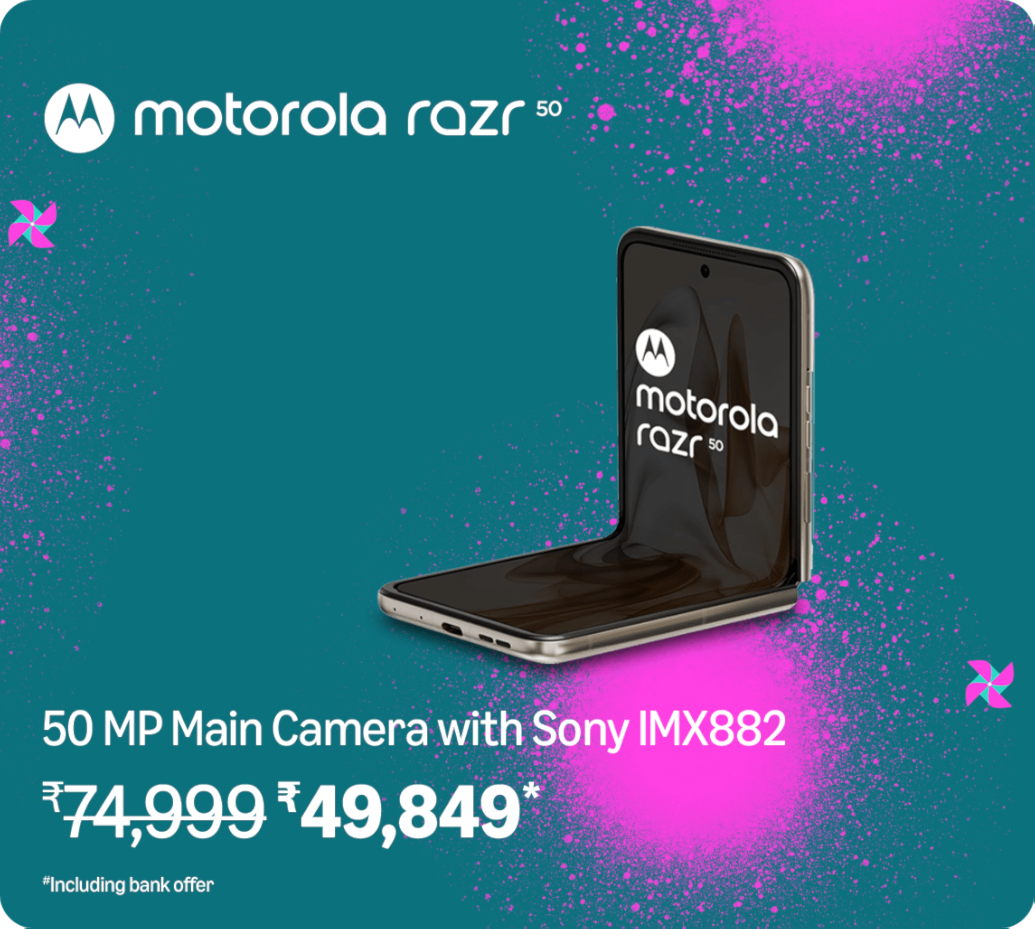 motorola razr 50
motorola
razr 50
50 MP Main Camera with Sony IMX882
₹74,999 ₹49,849*
#Including bank offer